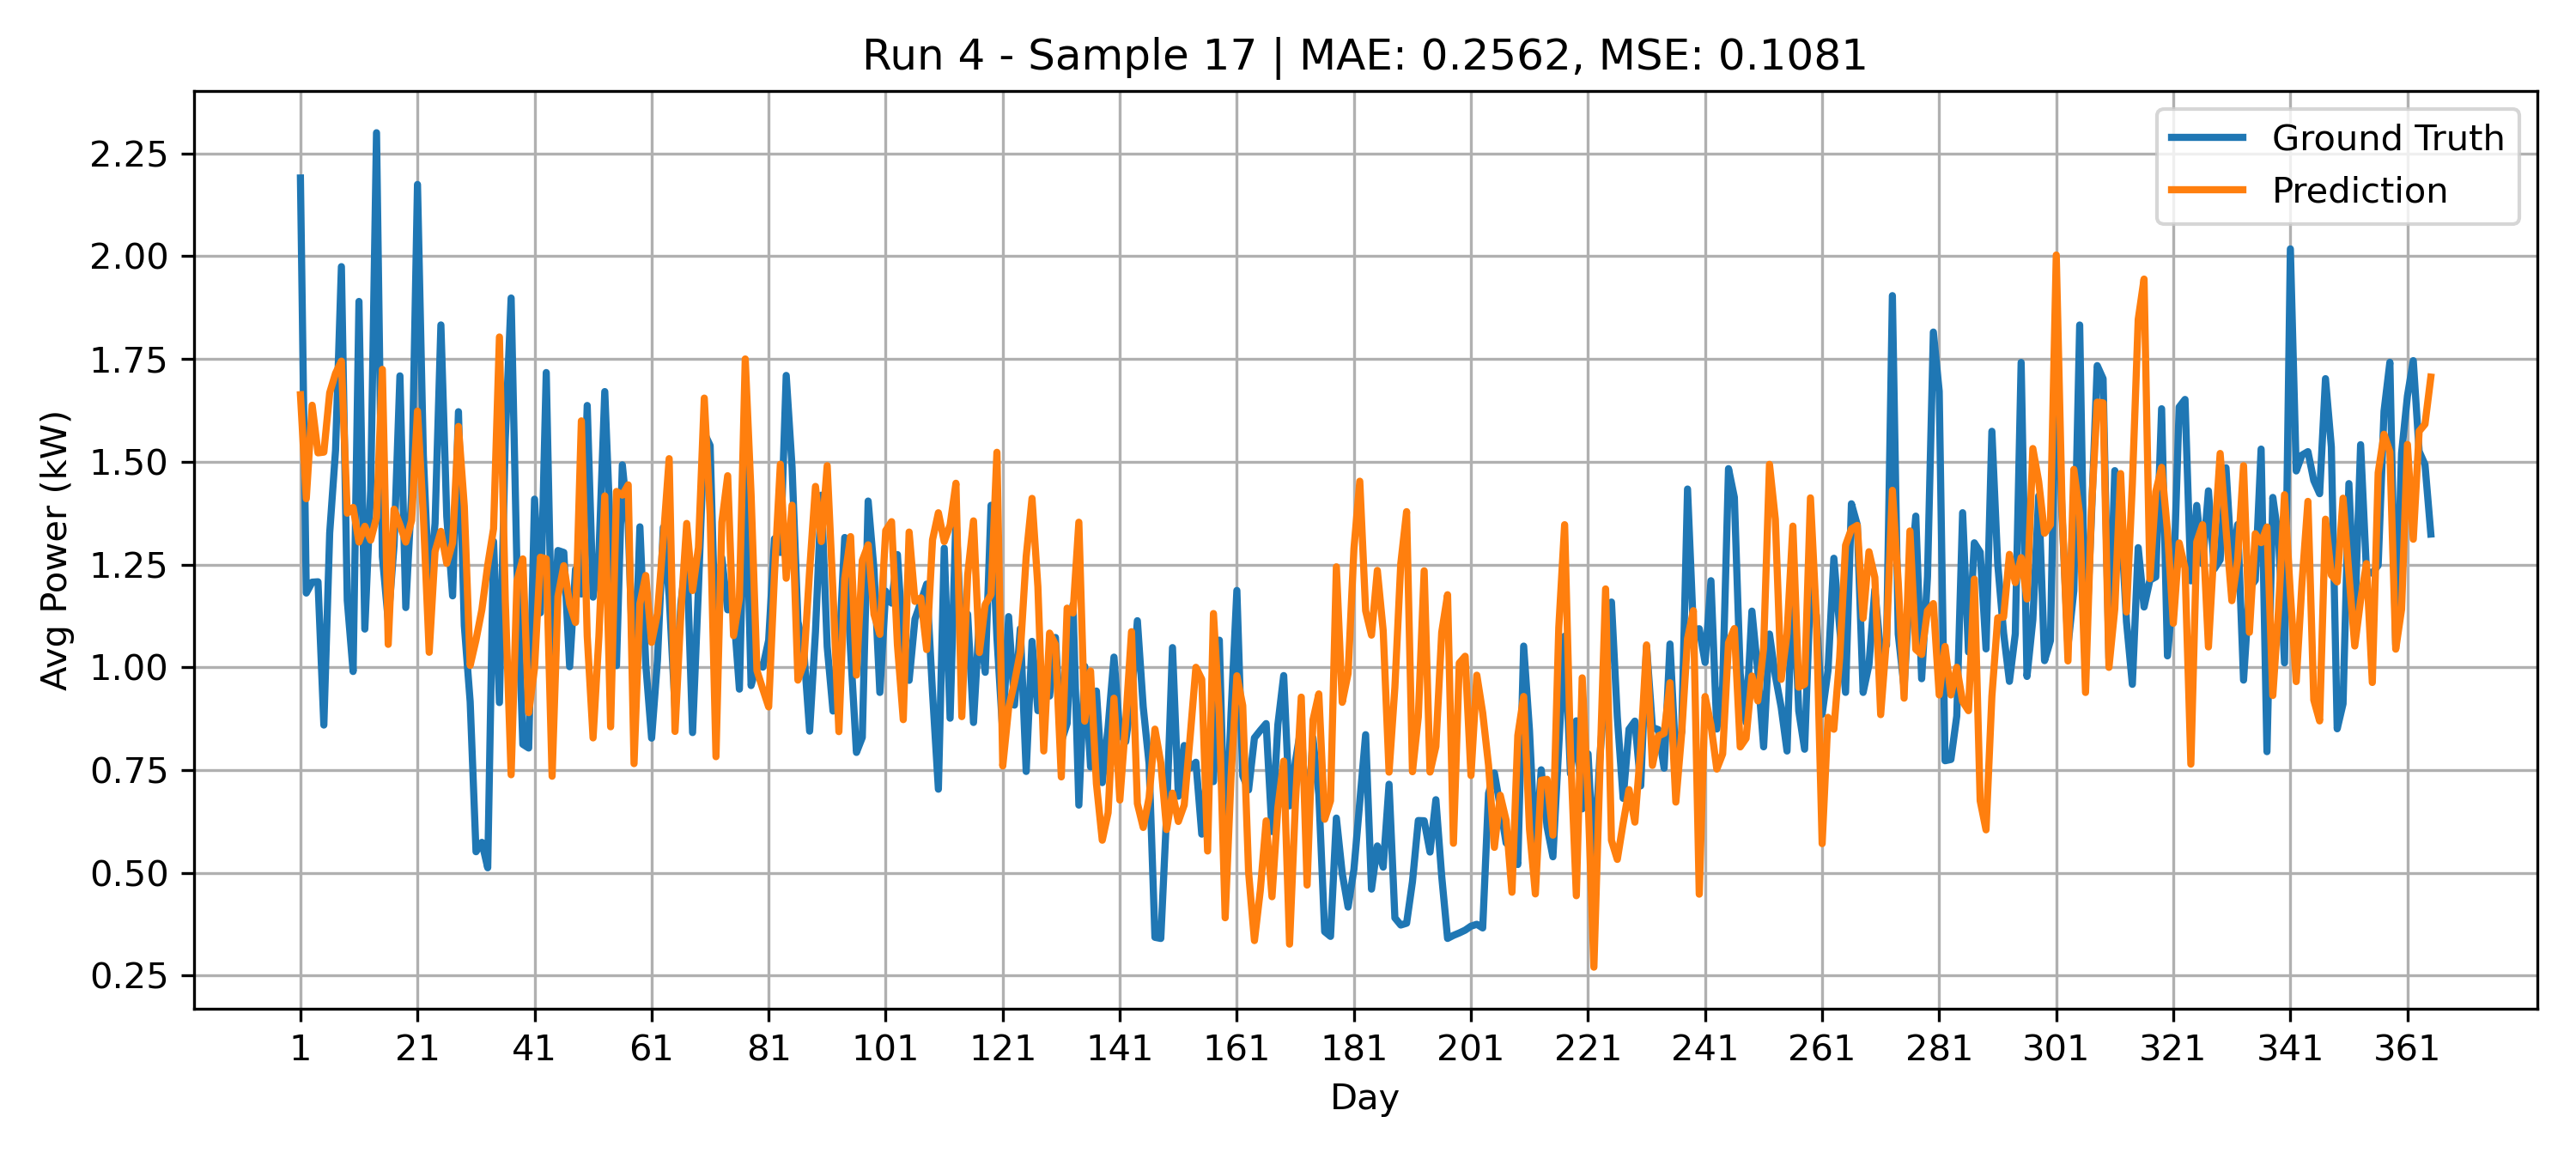 Run 4 - Sample 17 | MAE: 0.2562, MSE: 0.1081
Ground Truth
Prediction
Avg Power (kW)
2.25
2.00
1.75
1.50
1.25
1.00
0.75
0.50
0.25
1 21 41 61 81 101 121 141 161 181 201 221 241 261 281 301 321 341 361
Day